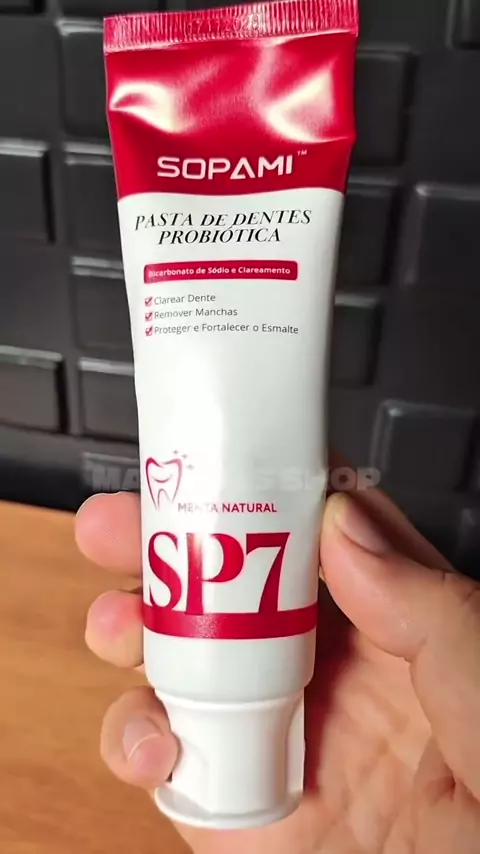 SOPAMI™
PASTA DE DENTES
PROBIÓTICA
Bicarbonato de Sódio e Clareamento
Clarear Dente
Remover Manchas
Proteger e Fortalecer o Esmalte
MENTA NATURAL
SP7